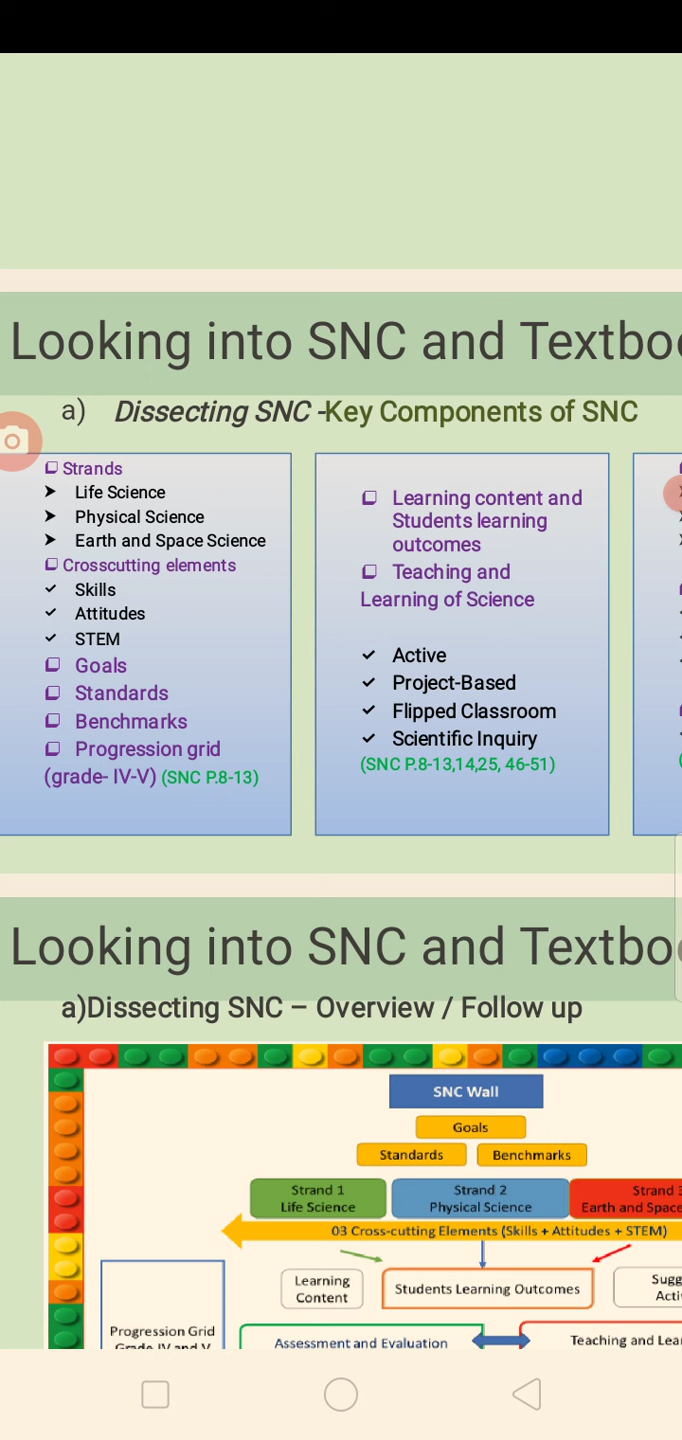 Looking into SNC and Textbo
a) Dissecting SNC -Key Components of SNC
Strands
Life Science
Physical Science
Earth and Space Science
Crosscutting elements
Skills
Attitudes
STEM
Goals
Standards
Benchmarks
Progression grid
(grade- IV-V) (SNC P.8-13)
Learning content and
Students learning
outcomes
Teaching and
Learning of Science
Active
Project-Based
Flipped Classroom
Scientific Inquiry
(SNC P.8-13,14,25, 46-51)
Looking into SNC and Textbo
a)Dissecting SNC – Overview / Follow up
SNC Wall
Goals
Standards
Benchmarks
Strand 1
Life Science
Strand 2
Physical Science
Strand
Earth and Space
03 Cross-cutting Elements (Skills + Attitudes + STEM)
Learning
Content
Students Learning Outcomes
Sugg
Acti
Progression Grid
Grade IV and V
Assessment and Evaluation
Teaching and Lea